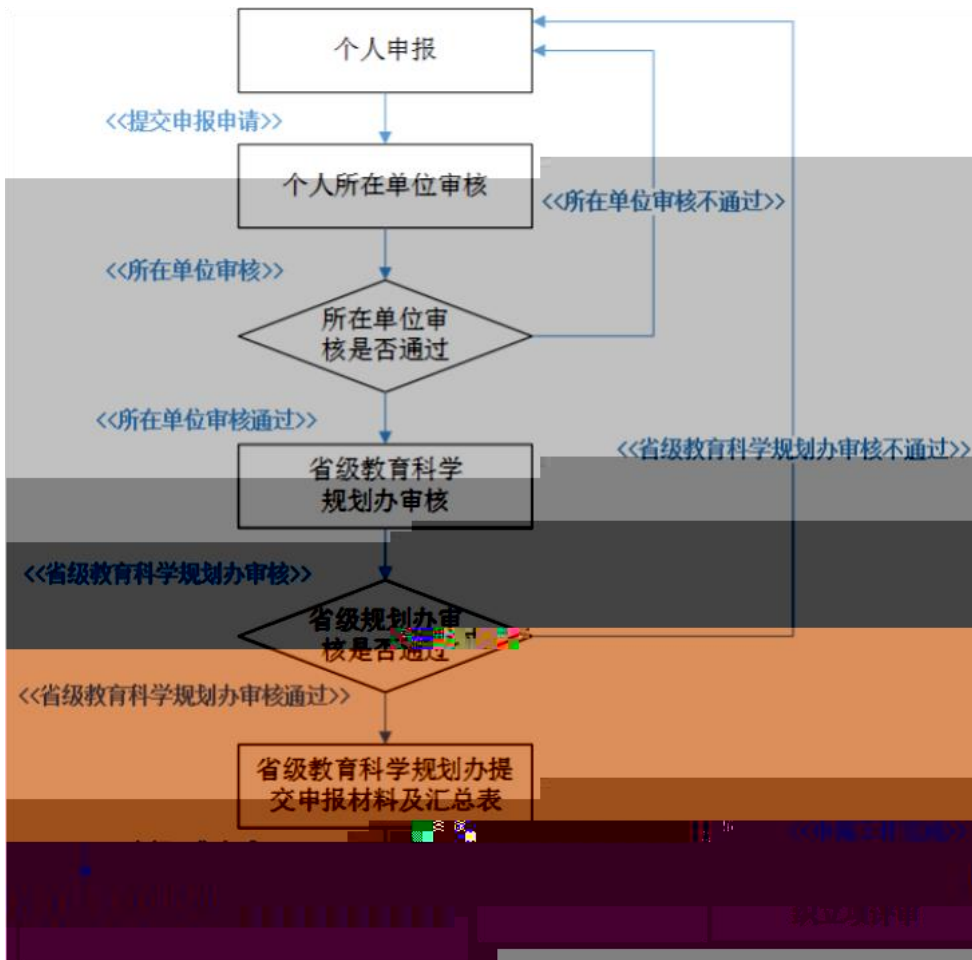 个人申报
<<提交申报申请>>
个人所在单位审核
<<所在单位审核不通过>>
<<所在单位审核>>
所在单位审
核是否通过
<<所在单位审核通过>>
<<省级教育科学规划办审核不通过>>
省级教育科学
规划办审核
<<省级教育科学规划办审核>>
省级规划办审
核是否通过
<<省级教育科学规划办审核通过>>
省级教育科学规划办提
交申报材料及汇总表